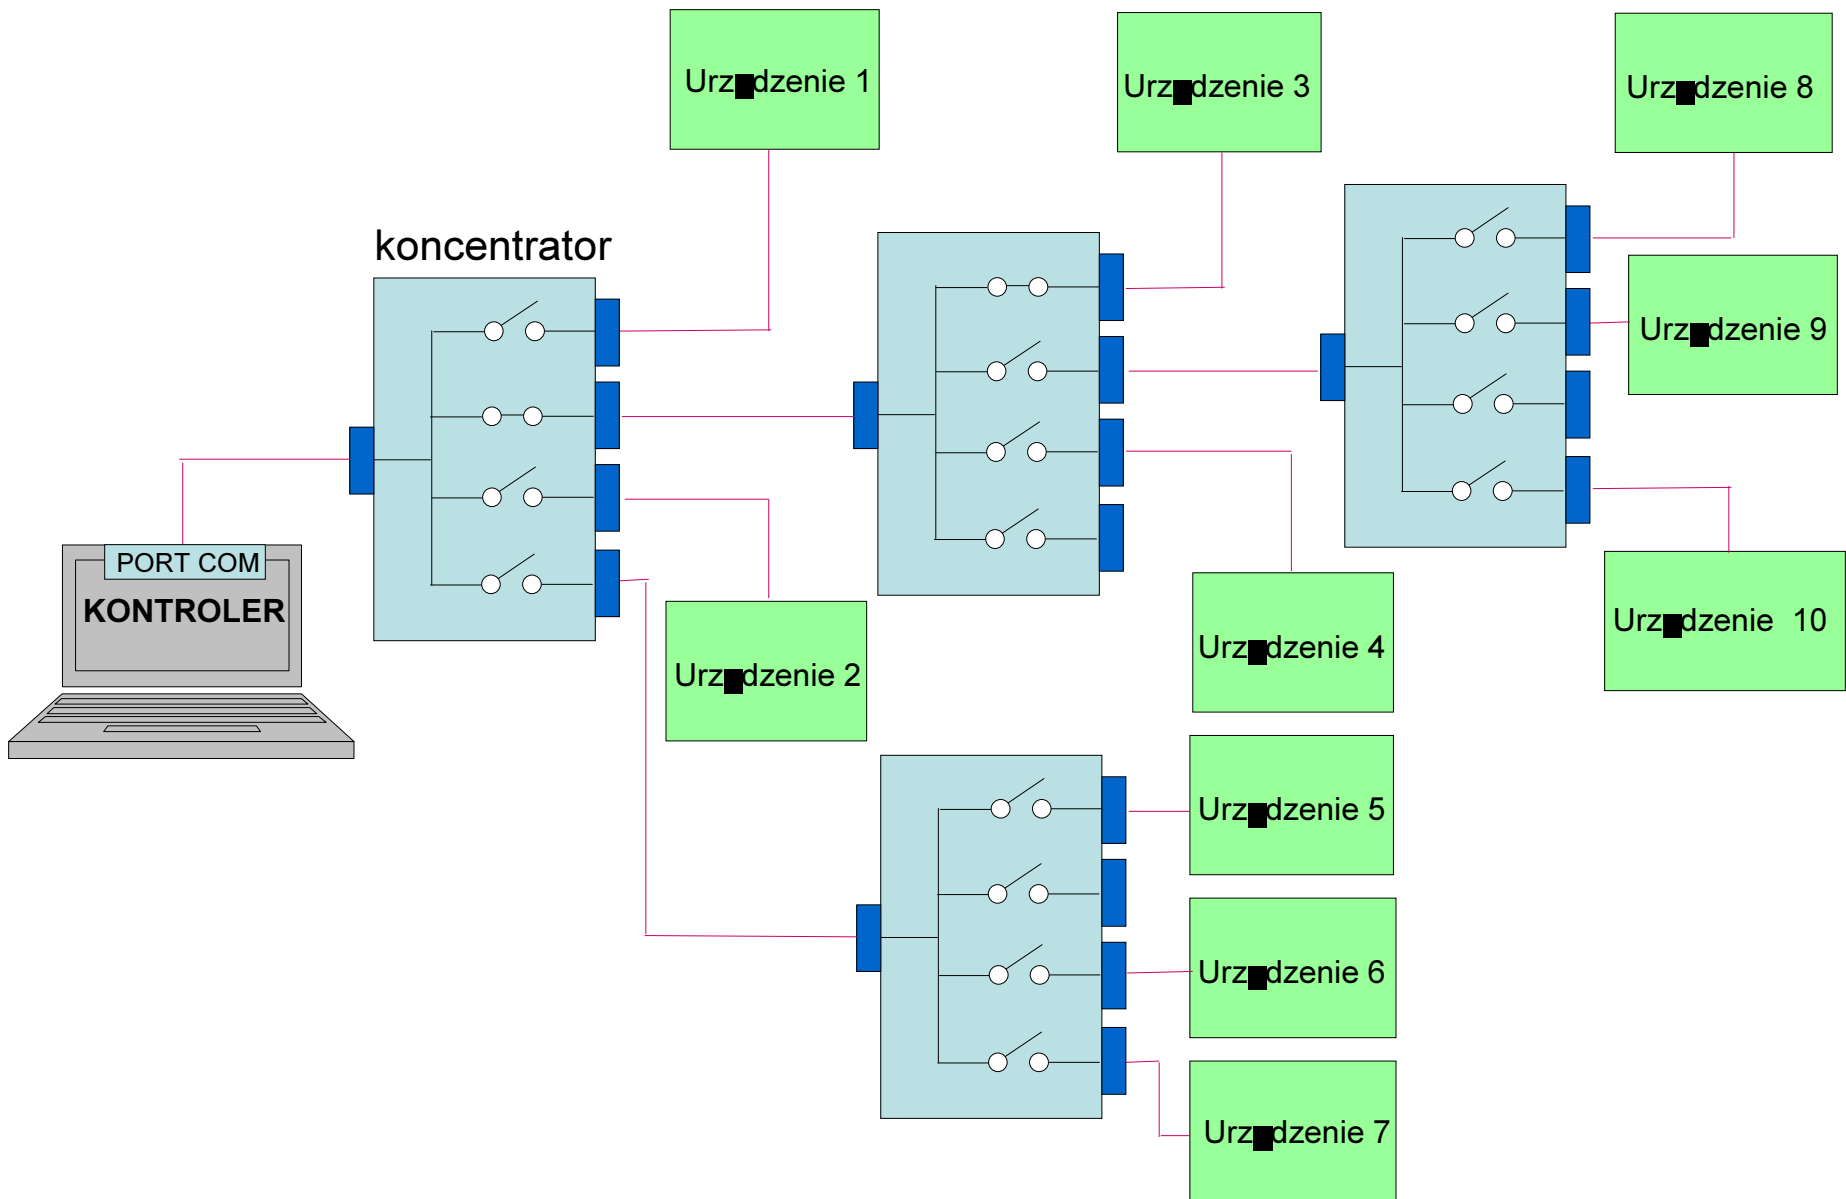 Urz■dzenie 1
Urz■dzenie 3
Urz■dzenie 8
koncentrator
Urz■dzenie 9
PORT COM
KONTROLER
Urz■dzenie 2
Urz■dzenie 4
Urz■dzenie 10
Urz■dzenie 5
Urz■dzenie 6
Urz■dzenie 7